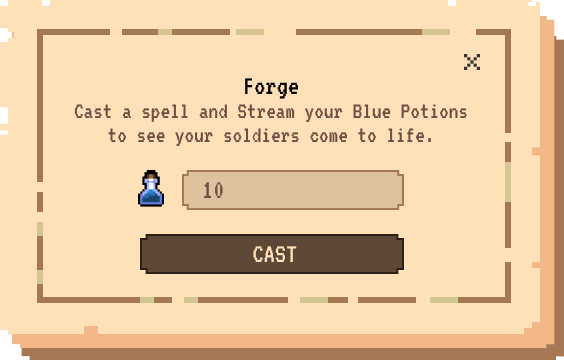 Forge
Cast a spell and Stream your Blue Potions
to see your soldiers come to life.
10
CAST